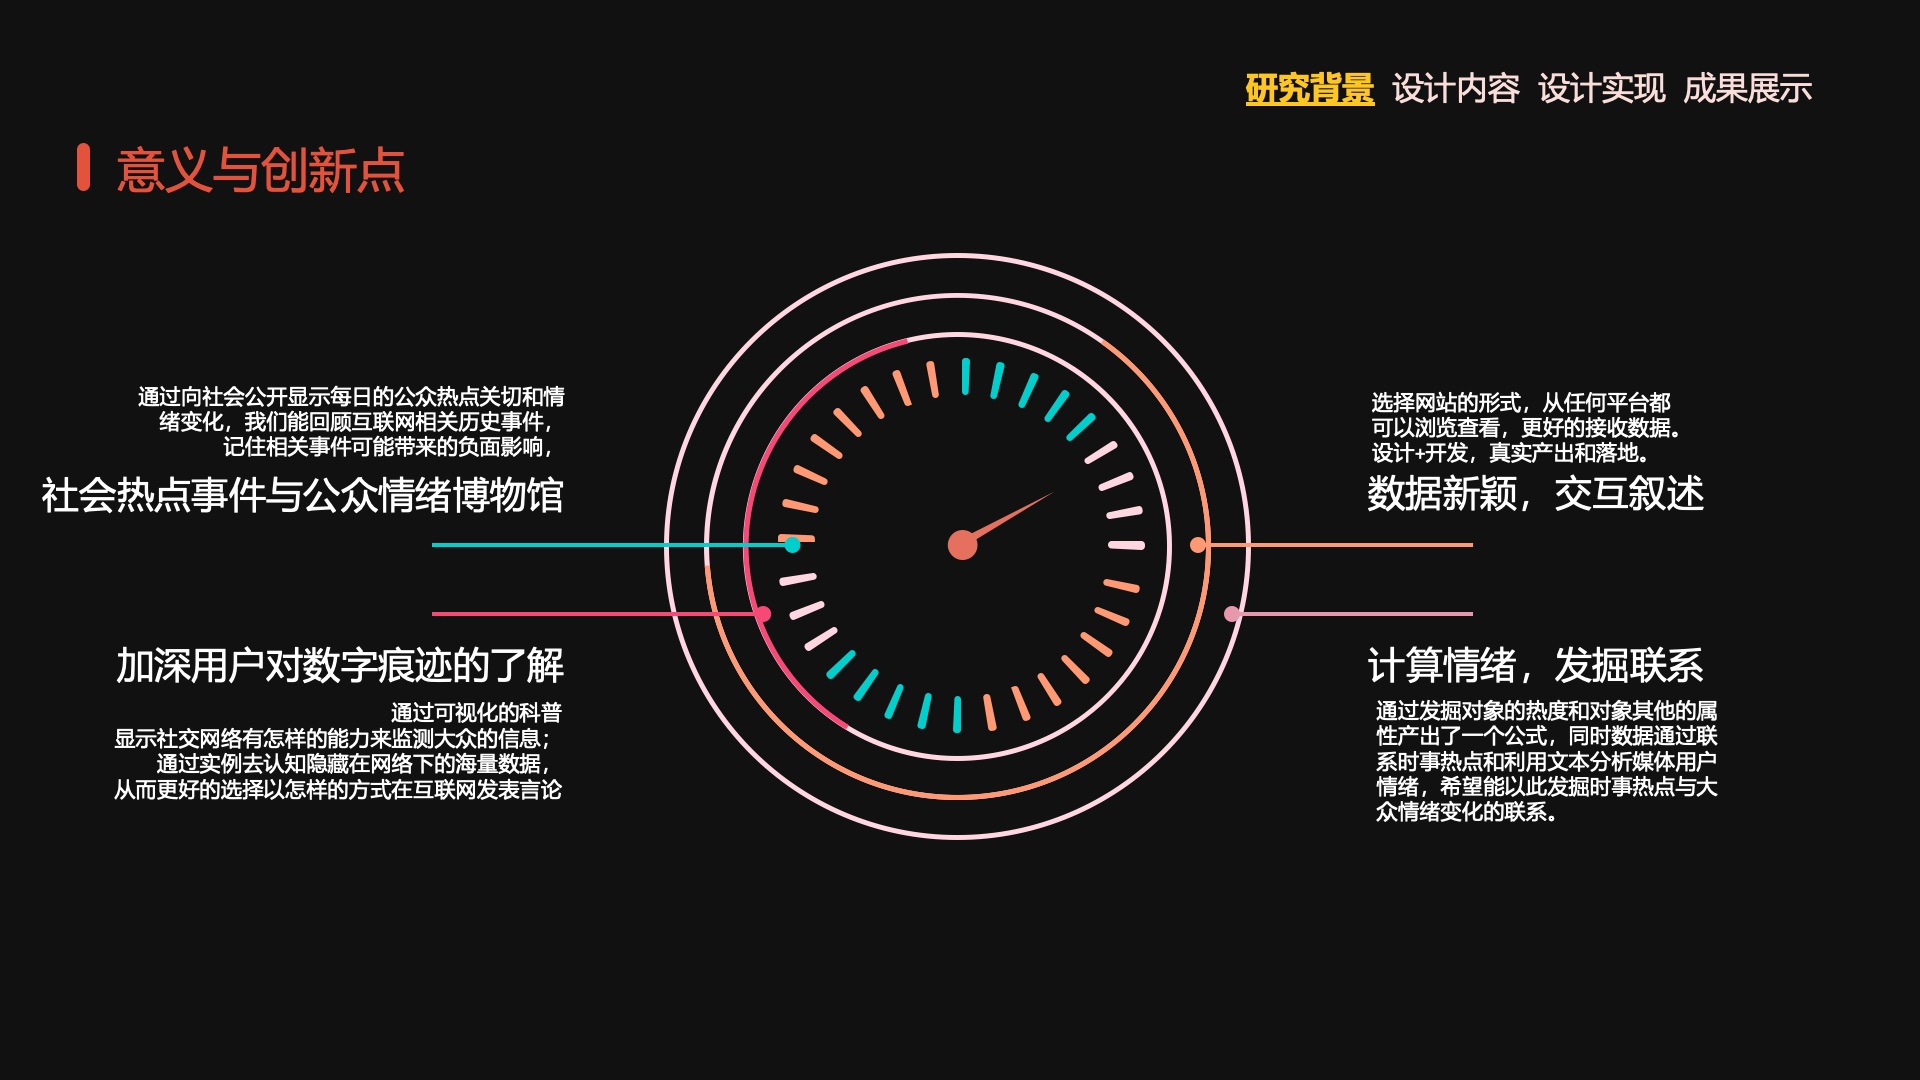 研究背景 设计内容 设计实现 成果展示
意义与创新点
通过向社会公开显示每日的公众热点关切和情
绪变化，我们能回顾互联网相关历史事件，
记住相关事件可能带来的负面影响，
社会热点事件与公众情绪博物馆
加深用户对数字痕迹的了解
通过可视化的科普
显示社交网络有怎样的能力来监测大众的信息；
通过实例去认知隐藏在网络下的海量数据，
从而更好的选择以怎样的方式在互联网发表言论
选择网站的形式，从任何平台都
可以浏览查看，更好的接收数据。
设计+开发，真实产出和落地。
数据新颖，交互叙述
计算情绪，发掘联系
通过发掘对象的热度和对象其他的属
性产出了一个公式，同时数据通过联
系时事热点和利用文本分析媒体用户
情绪，希望能以此发掘时事热点与大
众情绪变化的联系。